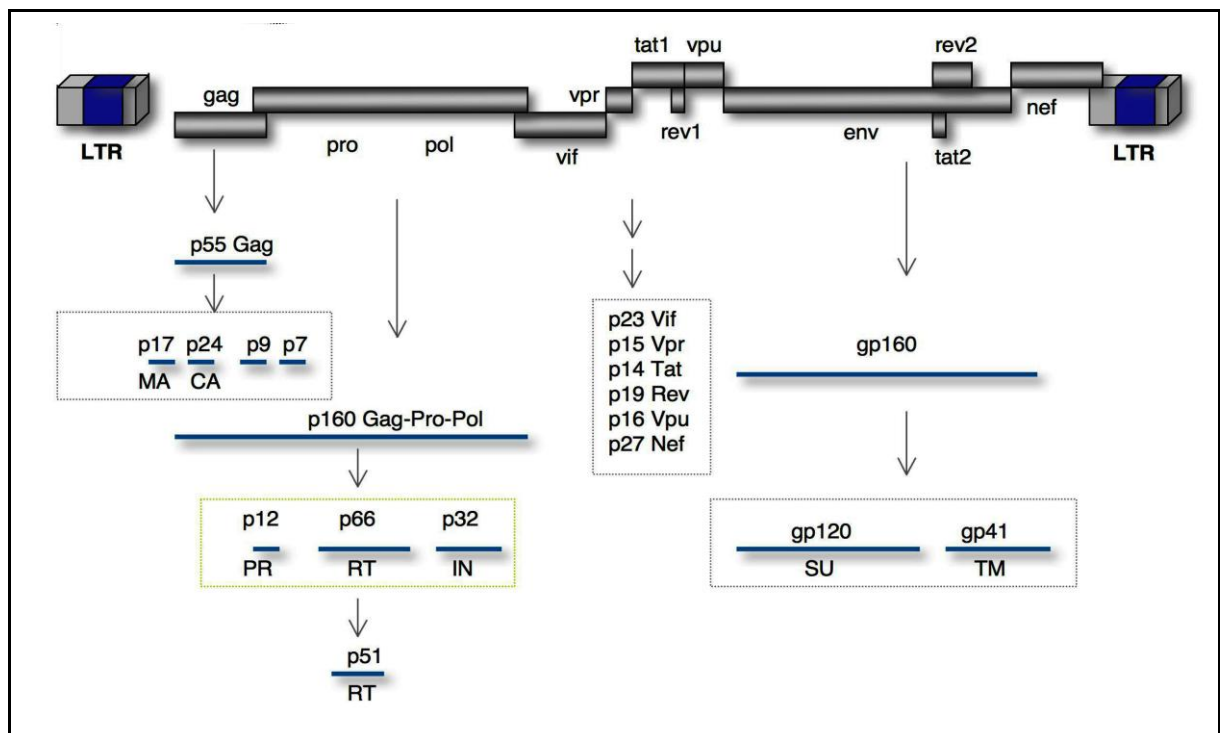 tat1 vpu rev2
gag vpr nef
LTR pro pol vif rev1 env tat2 LTR
p55 Gag
p17 p24 p9 p7
MA CA
p160 Gag-Pro-Pol
p12 p66 p32
PR RT IN
p51
RT
p23 Vif
p15 Vpr
p14 Tat
p19 Rev
p16 Vpu
p27 Nef
gp160
gp120 gp41
SU TM